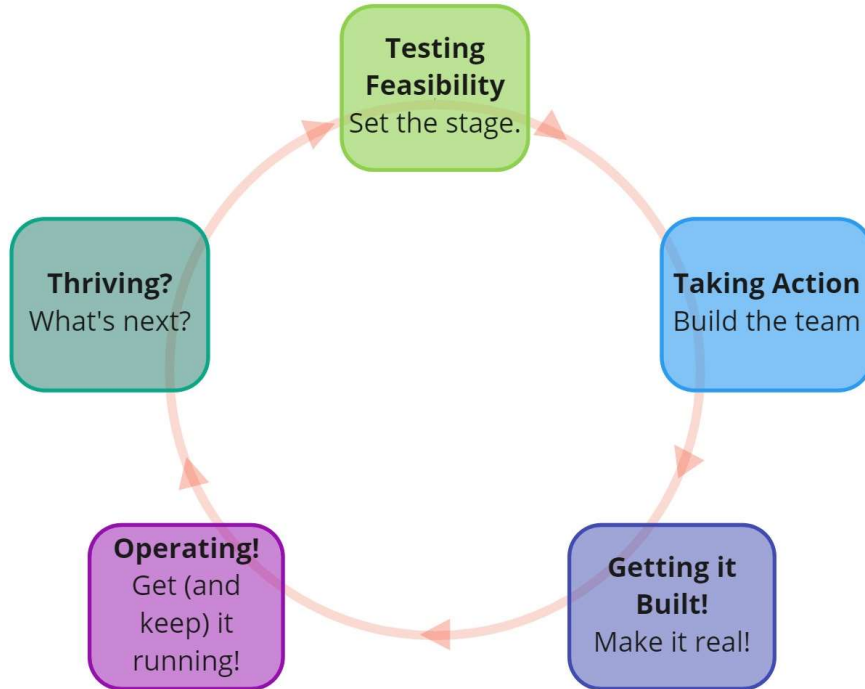 Testing
Feasibility
Set the stage.
Taking Action
Build the team
Getting it
Built!
Make it real!
Operating!
Get (and
keep) it
running!
Thriving?
What's next?